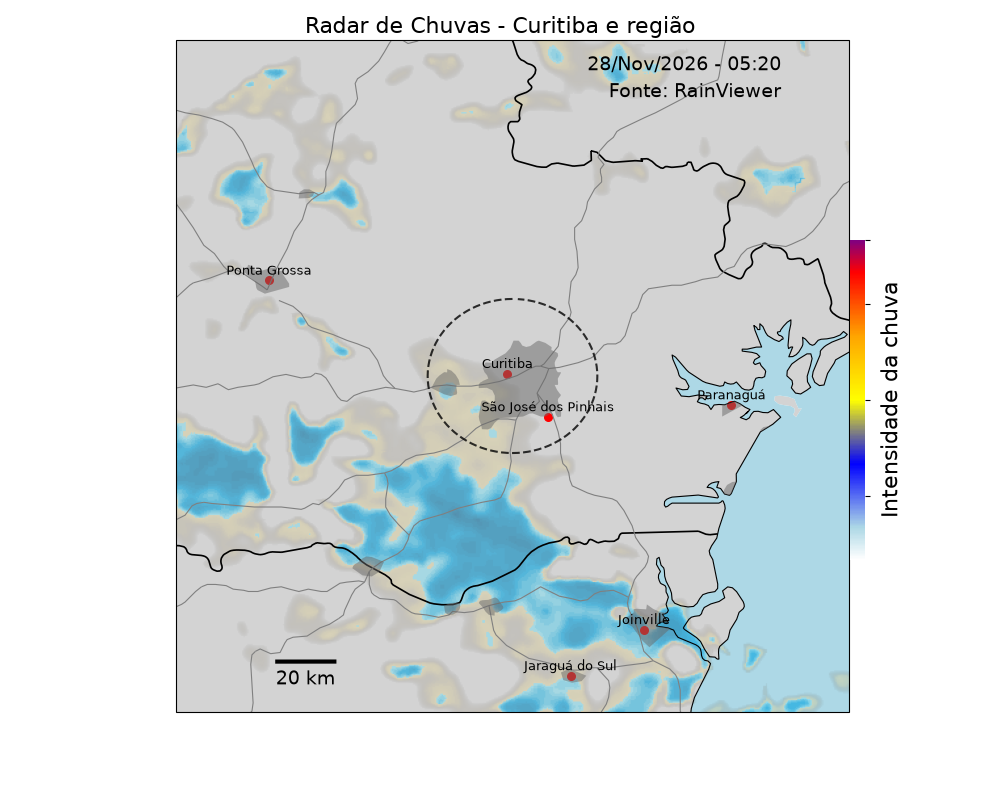 Radar de Chuvas - Curitiba e região
28/Nov/2026 - 05:20
Fonte: RainViewer
Ponta Grossa
Curitiba
Paranaguá
São José dos Pinhais
Intensidade da chuva
Joinville
Jaraguá do Sul
20 km